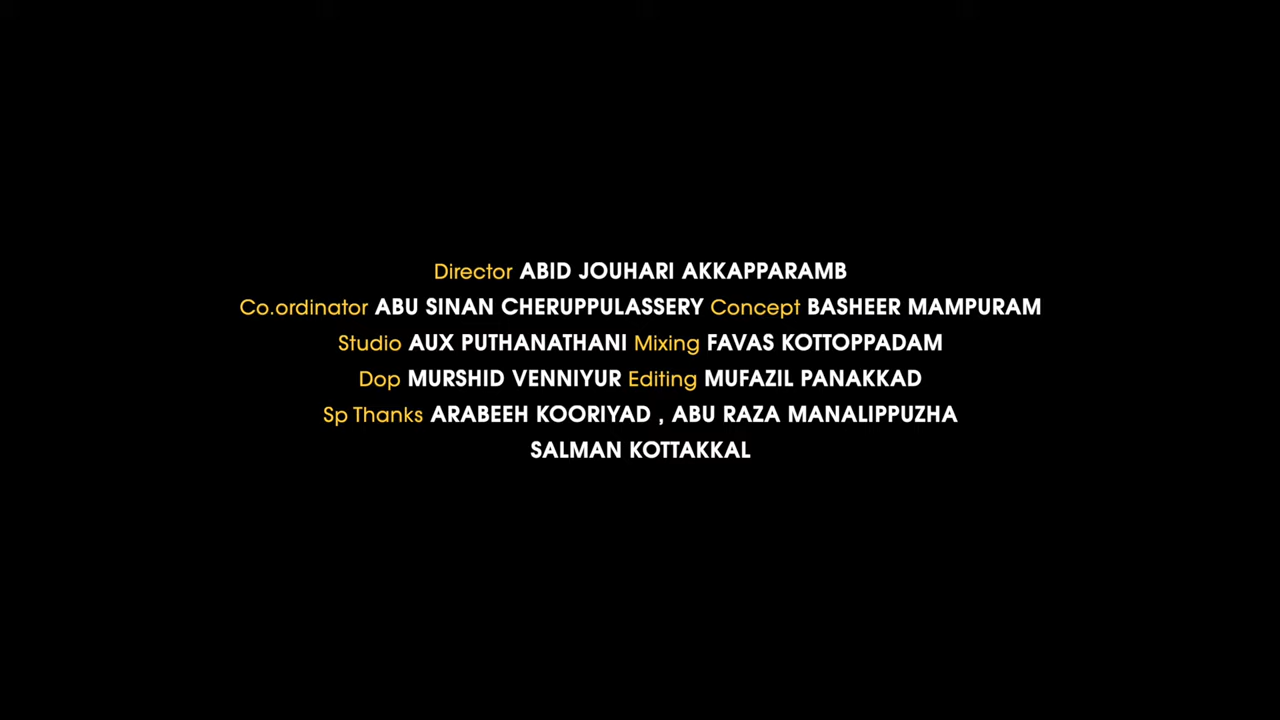 Director ABID JOUHARI AKKAPPARAMB
Co.ordinator ABU SINAN CHERUPPULASSERY Concept BASHEER MAMPURAM
Studio AUX PUTHANATHANI Mixing FAVAS KOTTOPPADAM
Dop MURSHID VENNIYUR Editing MUFAZIL PANAKKAD
Sp Thanks ARABEEH KOORIYAD , ABU RAZA MANALIPPUZHA
SALMAN KOTTAKKAL